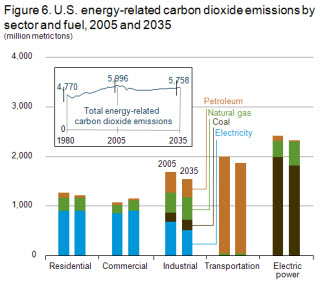 Figure 6. U.S. energy-related carbon dioxide emissions by
sector and fuel, 2005 and 2035
(million metric tons)
4,000
3,000
2,000
1,000
0
4,770
5,996
5,758
Total energy-related
carbon dioxide emissions
0
1980
2005
2035
Petroleum
Natural gas
Coal
Electricity
2005
2035
Residential
Commercial
Industrial
Transportation
Electric
power